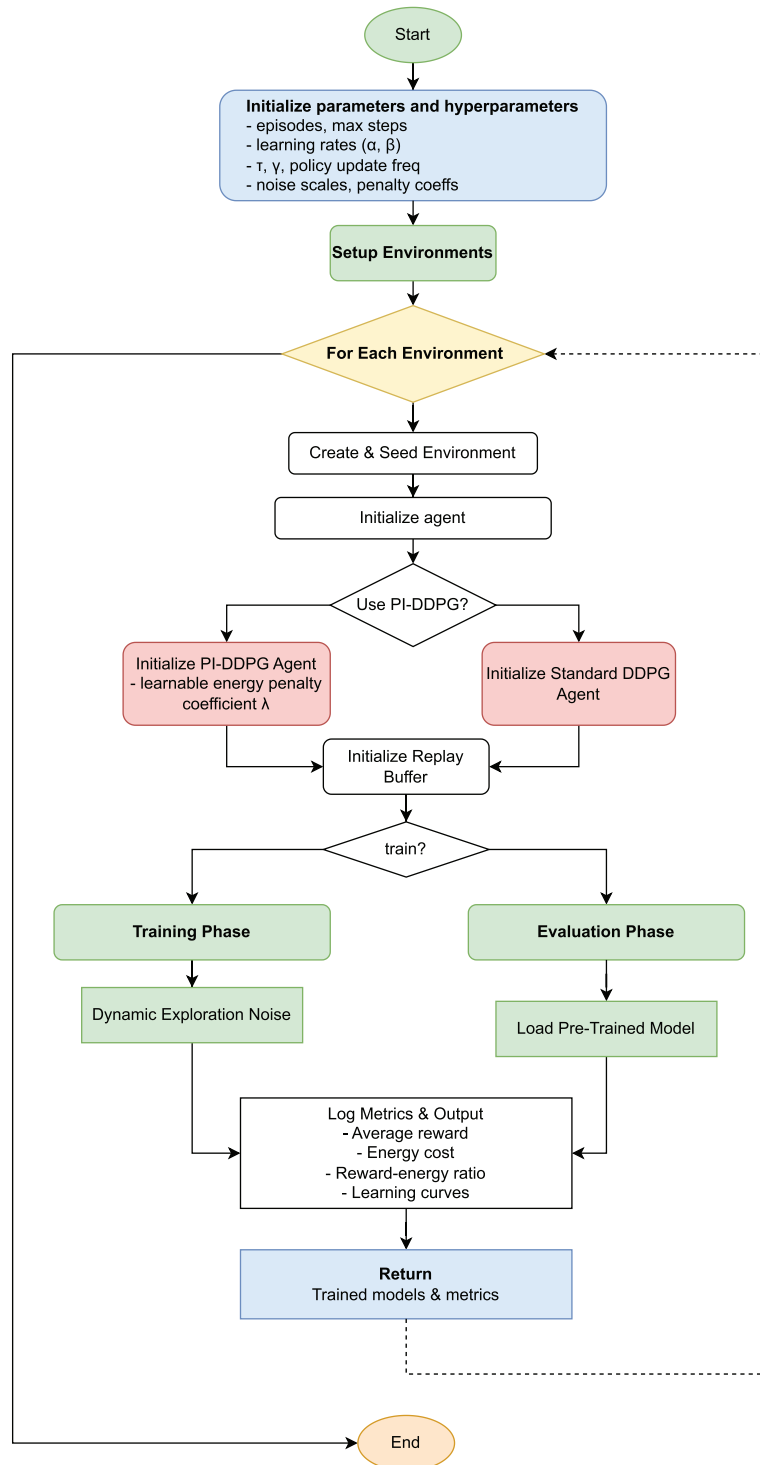 Start
Initialize parameters and hyperparameters
- episodes, max steps
- learning rates (α, β)
- τ, γ, policy update freq
- noise scales, penalty coeffs
Setup Environments
For Each Environment
Create & Seed Environment
Initialize agent
Use PI-DDPG?
Initialize PI-DDPG Agent
- learnable energy penalty
coefficient λ
Initialize Standard DDPG
Agent
Initialize Replay
Buffer
train?
Training Phase
Evaluation Phase
Dynamic Exploration Noise
Load Pre-Trained Model
Log Metrics & Output
- Average reward
- Energy cost
- Reward-energy ratio
- Learning curves
Return
Trained models & metrics
End